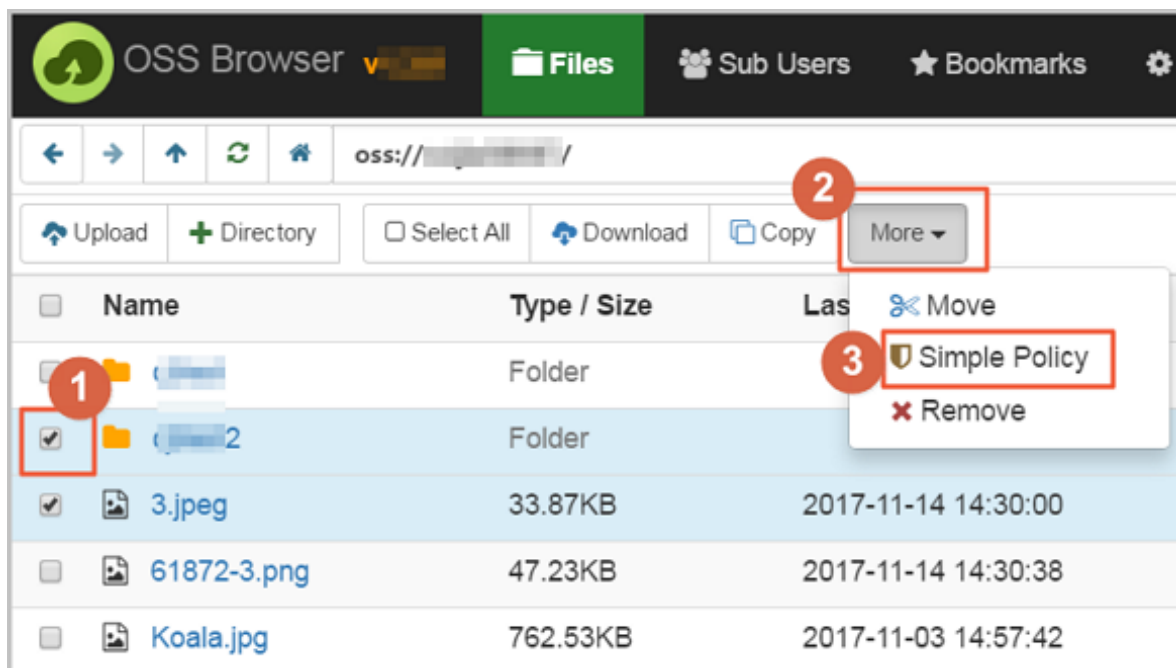 OSS Browser v Files Sub Users Bookmarks
oss:// /
2
Upload Directory Select All Download Copy More
Name Type / Size Las Move
3 Simple Policy
Folder
1
Remove
2 Folder
3.jpeg 33.87KB 2017-11-14 14:30:00
61872-3.png 47.23KB 2017-11-14 14:30:38
Koala.jpg 762.53KB 2017-11-03 14:57:42